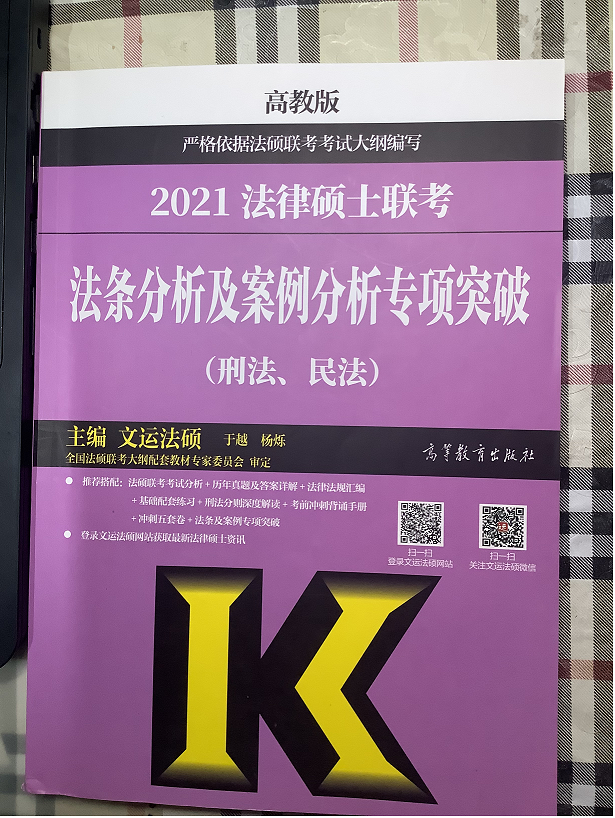 高教版
严格依据法硕联考考试大纲编写
2021 法律硕士联考
法条分析及案例分析专项突破
（刑法、民法）
主编 文运法硕 于越 杨烁
全国法硕联考大纲配套教材专家委员会 审定
高等教育出版社
● 推荐搭配：法硕联考考试分析 + 历年真题及答案详解 + 法律法规汇编
+ 基础配套练习 + 刑法分则深度解读 + 考前冲刺背诵手册
+ 冲刺五套卷 + 法条及案例专项突破
● 登录文运法硕网站获取最新法律硕士资讯
扫一扫
登录文运法硕网站
扫一扫
关注文运法硕微信
K